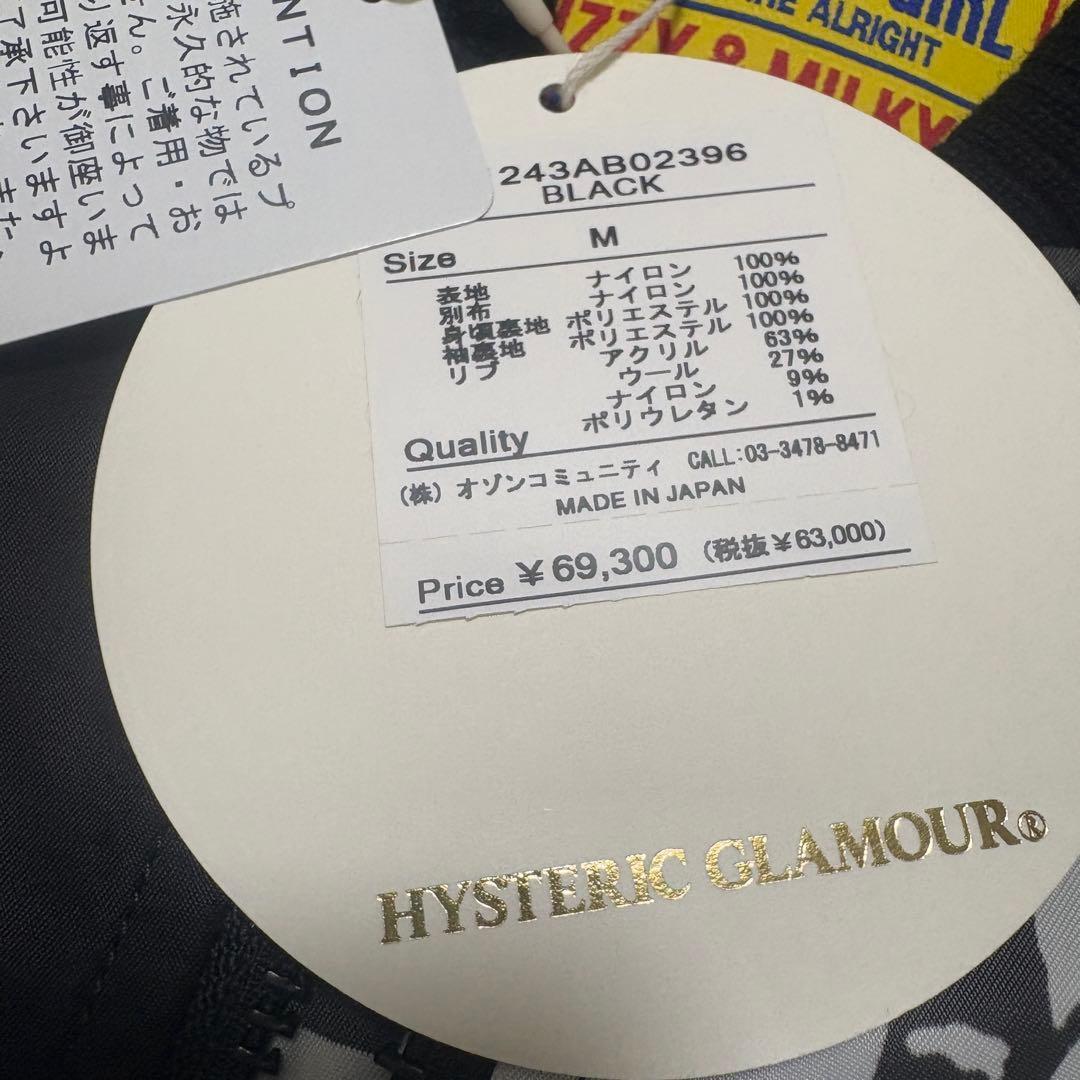 NTION
施されているプ
永久的な物では
ん。ご着用・お
り返す事によって
可能性が御座いま
了承下さいますよ
GIRL
ARE ALRIGHT
ZZY & MILKY
243AB02396
BLACK
Size M
表地 ナイロン 100%
別布 ナイロン 100%
身頃裏地 ポリエステル 100%
袖裏地 ポリエステル 100%
リブ アクリル 63%
ウール 27%
ナイロン 9%
ポリウレタン 1%
Quality
(株) オゾンコミュニティ CALL:03-3478-8471
MADE IN JAPAN
Price ¥69,300 (税抜¥63,000)
HYSTERIC GLAMOUR®